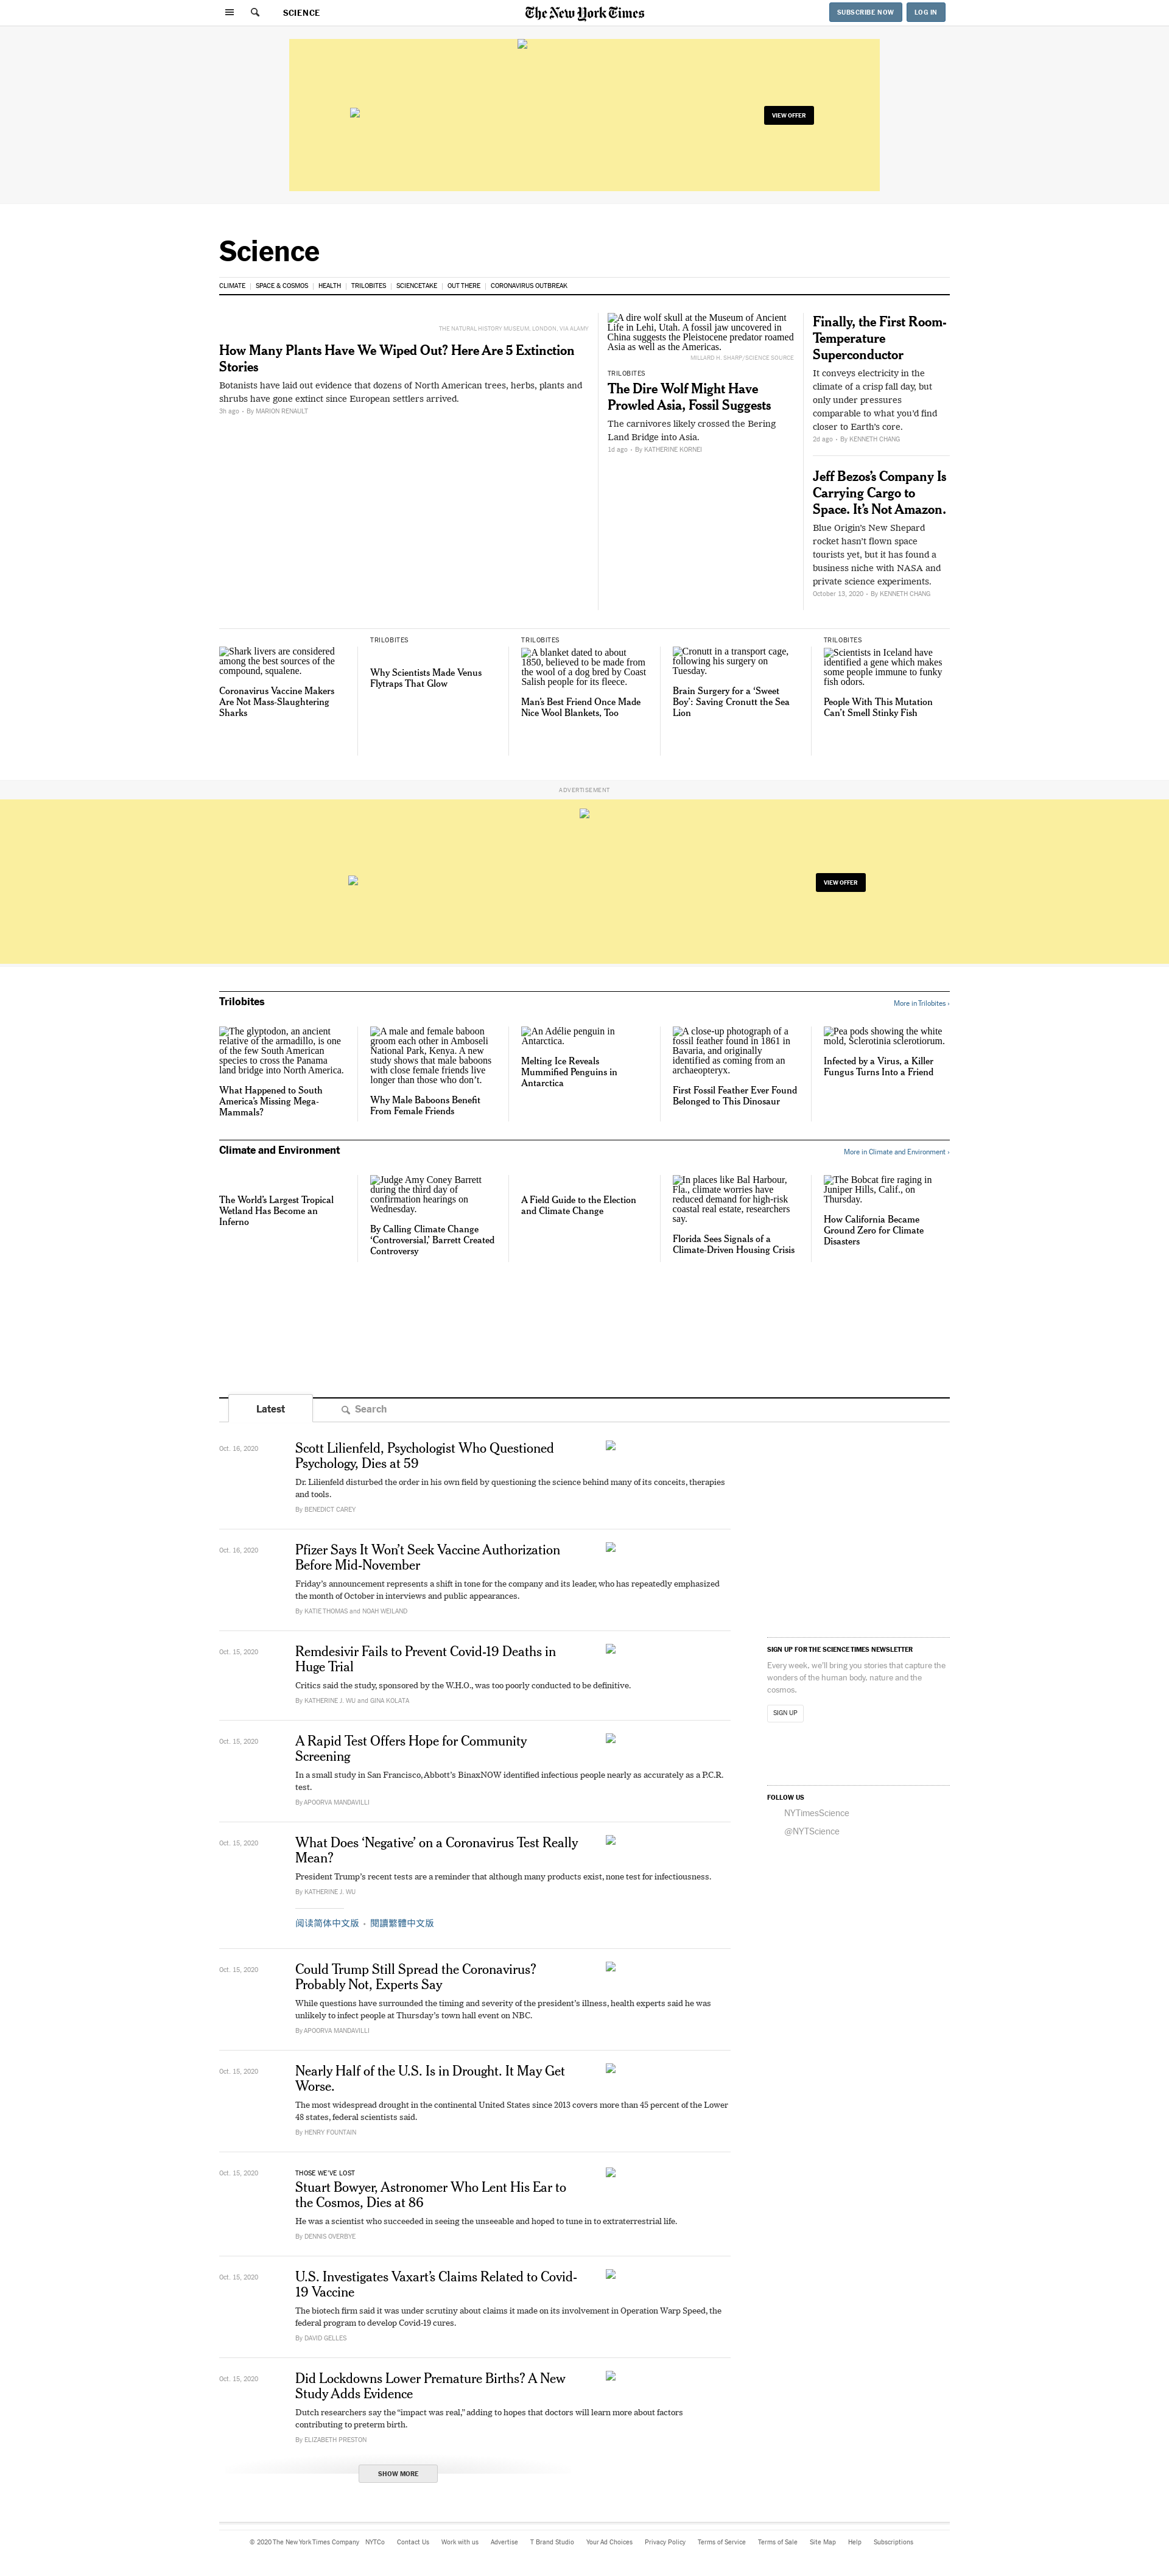 SCIENCE
The New York Times
SUBSCRIBE NOW
LOG IN
VIEW OFFER
Science
CLIMATE
SPACE & COSMOS
HEALTH
TRILOBITES
SCIENCETAKE
OUT THERE
CORONAVIRUS OUTBREAK
THE NATURAL HISTORY MUSEUM, LONDON, VIA ALAMY
How Many Plants Have We Wiped Out? Here Are 5 Extinction
Stories
Botanists have laid out evidence that dozens of North American trees, herbs, plants and
shrubs have gone extinct since European settlers arrived.
3h ago • By MARION RENAULT
A dire wolf skull at the Museum of Ancient
Life in Lehi, Utah. A fossil jaw uncovered in
China suggests the Pleistocene predator roamed
Asia as well as the Americas.
MILLARD H. SHARP/SCIENCE SOURCE
TRILOBITES
The Dire Wolf Might Have
Prowled Asia, Fossil Suggests
The carnivores likely crossed the Bering
Land Bridge into Asia.
1d ago • By KATHERINE KORNEI
Finally, the First Room-
Temperature
Superconductor
It conveys electricity in the
climate of a crisp fall day, but
only under pressures
comparable to what you’d find
closer to Earth’s core.
2d ago • By KENNETH CHANG
Jeff Bezos’s Company Is
Carrying Cargo to
Space. It’s Not Amazon.
Blue Origin’s New Shepard
rocket hasn’t flown space
tourists yet, but it has found a
business niche with NASA and
private science experiments.
October 13, 2020 • By KENNETH CHANG
Shark livers are considered
among the best sources of the
compound, squalene.
Coronavirus Vaccine Makers
Are Not Mass-Slaughtering
Sharks
TRILOBITES
Why Scientists Made Venus
Flytraps That Glow
TRILOBITES
A blanket dated to about
1850, believed to be made from
the wool of a dog bred by Coast
Salish people for its fleece.
Man’s Best Friend Once Made
Nice Wool Blankets, Too
Cronutt in a transport cage,
following his surgery on
Tuesday.
Brain Surgery for a ‘Sweet
Boy’: Saving Cronutt the Sea
Lion
TRILOBITES
Scientists in Iceland have
identified a gene which makes
some people immune to funky
fish odors.
People With This Mutation
Can’t Smell Stinky Fish
ADVERTISEMENT
VIEW OFFER
Trilobites
More in Trilobites ›
The glyptodon, an ancient
relative of the armadillo, is one
of the few South American
species to cross the Panama
land bridge into North America.
What Happened to South
America’s Missing Mega-
Mammals?
A male and female baboon
groom each other in Amboseli
National Park, Kenya. A new
study shows that male baboons
with close female friends live
longer than those who don’t.
Why Male Baboons Benefit
From Female Friends
An Adélie penguin in
Antarctica.
Melting Ice Reveals
Mummified Penguins in
Antarctica
A close-up photograph of a
fossil feather found in 1861 in
Bavaria, and originally
identified as coming from an
archaeopteryx.
First Fossil Feather Ever Found
Belonged to This Dinosaur
Pea pods showing the white
mold, Sclerotinia sclerotiorum.
Infected by a Virus, a Killer
Fungus Turns Into a Friend
Climate and Environment
More in Climate and Environment ›
The World’s Largest Tropical
Wetland Has Become an
Inferno
Judge Amy Coney Barrett
during the third day of
confirmation hearings on
Wednesday.
By Calling Climate Change
‘Controversial,’ Barrett Created
Controversy
A Field Guide to the Election
and Climate Change
In places like Bal Harbour,
Fla., climate worries have
reduced demand for high-risk
coastal real estate, researchers
say.
Florida Sees Signals of a
Climate-Driven Housing Crisis
The Bobcat fire raging in
Juniper Hills, Calif., on
Thursday.
How California Became
Ground Zero for Climate
Disasters
Latest
Search
Oct. 16, 2020
Scott Lilienfeld, Psychologist Who Questioned
Psychology, Dies at 59
Dr. Lilienfeld disturbed the order in his own field by questioning the science behind many of its conceits, therapies
and tools.
By BENEDICT CAREY
Oct. 16, 2020
Pfizer Says It Won’t Seek Vaccine Authorization
Before Mid-November
Friday’s announcement represents a shift in tone for the company and its leader, who has repeatedly emphasized
the month of October in interviews and public appearances.
By KATIE THOMAS and NOAH WEILAND
Oct. 15, 2020
Remdesivir Fails to Prevent Covid-19 Deaths in
Huge Trial
Critics said the study, sponsored by the W.H.O., was too poorly conducted to be definitive.
By KATHERINE J. WU and GINA KOLATA
Oct. 15, 2020
A Rapid Test Offers Hope for Community
Screening
In a small study in San Francisco, Abbott’s BinaxNOW identified infectious people nearly as accurately as a P.C.R.
test.
By APOORVA MANDAVILLI
Oct. 15, 2020
What Does ‘Negative’ on a Coronavirus Test Really
Mean?
President Trump’s recent tests are a reminder that although many products exist, none test for infectiousness.
By KATHERINE J. WU
阅读简体中文版 • 閱讀繁體中文版
Oct. 15, 2020
Could Trump Still Spread the Coronavirus?
Probably Not, Experts Say
While questions have surrounded the timing and severity of the president’s illness, health experts said he was
unlikely to infect people at Thursday’s town hall event on NBC.
By APOORVA MANDAVILLI
Oct. 15, 2020
Nearly Half of the U.S. Is in Drought. It May Get
Worse.
The most widespread drought in the continental United States since 2013 covers more than 45 percent of the Lower
48 states, federal scientists said.
By HENRY FOUNTAIN
Oct. 15, 2020
THOSE WE’VE LOST
Stuart Bowyer, Astronomer Who Lent His Ear to
the Cosmos, Dies at 86
He was a scientist who succeeded in seeing the unseeable and hoped to tune in to extraterrestrial life.
By DENNIS OVERBYE
Oct. 15, 2020
U.S. Investigates Vaxart’s Claims Related to Covid-
19 Vaccine
The biotech firm said it was under scrutiny about claims it made on its involvement in Operation Warp Speed, the
federal program to develop Covid-19 cures.
By DAVID GELLES
Oct. 15, 2020
Did Lockdowns Lower Premature Births? A New
Study Adds Evidence
Dutch researchers say the “impact was real,” adding to hopes that doctors will learn more about factors
contributing to preterm birth.
By ELIZABETH PRESTON
SHOW MORE
SIGN UP FOR THE SCIENCE TIMES NEWSLETTER
Every week, we’ll bring you stories that capture the
wonders of the human body, nature and the
cosmos.
SIGN UP
FOLLOW US
NYTimesScience
@NYTScience
© 2020 The New York Times Company
NYTCo
Contact Us
Work with us
Advertise
T Brand Studio
Your Ad Choices
Privacy Policy
Terms of Service
Terms of Sale
Site Map
Help
Subscriptions